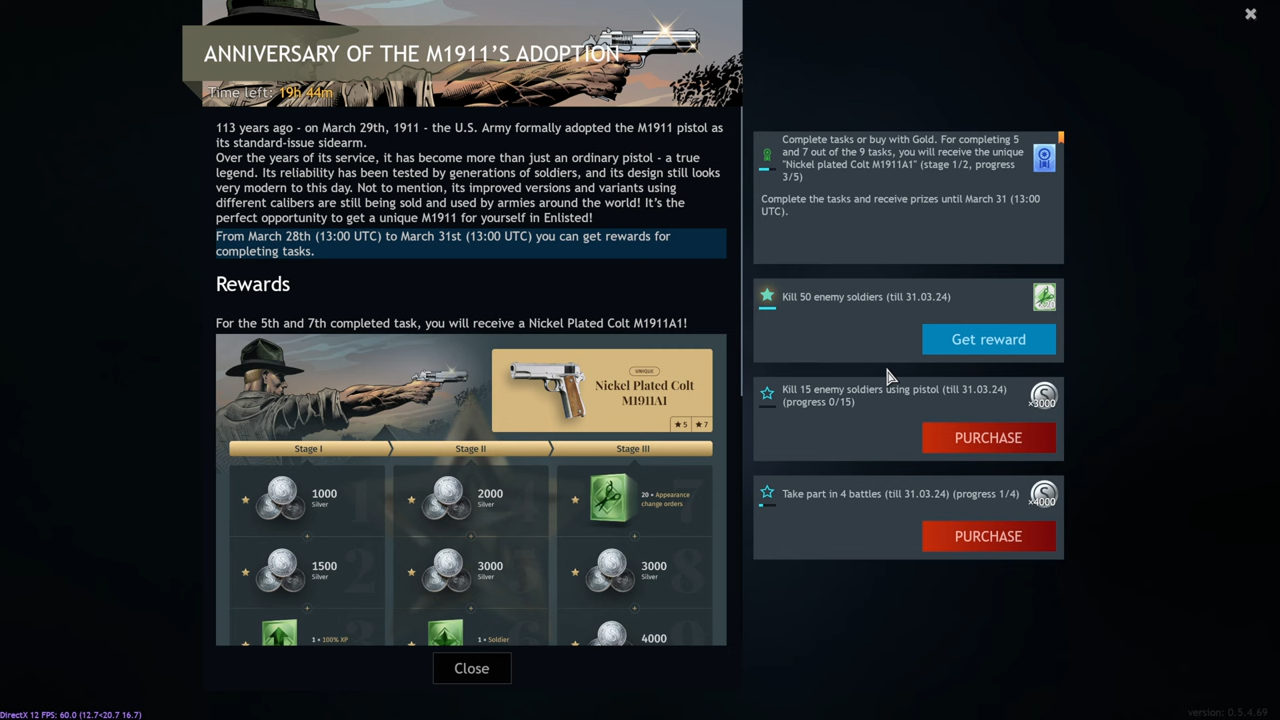 ANNIVERSARY OF THE M1911'S ADOPTION
Time left: 19h 44m
113 years ago - on March 29th, 1911 - the U.S. Army formally adopted the M1911 pistol as
its standard-issue sidearm.
Over the years of its service, it has become more than just an ordinary pistol - a true
legend. Its reliability has been tested by generations of soldiers, and its design still looks
very modern to this day. Not to mention, its improved versions and variants using
different calibers are still being sold and used by armies around the world! It's the
perfect opportunity to get a unique M1911 for yourself in Enlisted!
From March 28th (13:00 UTC) to March 31st (13:00 UTC) you can get rewards for
completing tasks.
Rewards
For the 5th and 7th completed task, you will receive a Nickel Plated Colt M1911A1!
UNIQUE
Nickel Plated Colt
M1911A1
★5 ★7
Stage I
Stage II
Stage III
1000
Silver
2000
Silver
20 × Appearance
change orders
1500
Silver
3000
Silver
3000
Silver
1 × 100% XP
1 × Soldier
4000
Close
Complete tasks or buy with Gold. For completing 5
and 7 out of the 9 tasks, you will receive the unique
"Nickel plated Colt M1911A1" (stage 1/2, progress
3/5)
Complete the tasks and receive prizes until March 31 (13:00
UTC).
Kill 50 enemy soldiers (till 31.03.24)
Get reward
Kill 15 enemy soldiers using pistol (till 31.03.24)
(progress 0/15)
×3000
PURCHASE
Take part in 4 battles (till 31.03.24) (progress 1/4)
×4000
PURCHASE
DirectX 12 FPS: 60.0 (12.7<20.7 16.7)
version: 0.5.4.69